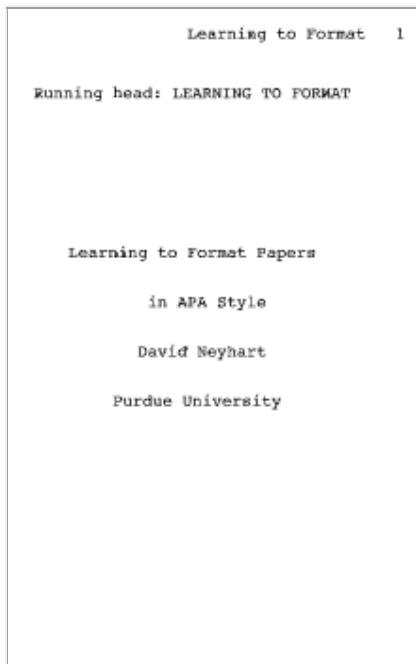 Learning to Format 1
Running head: LEARNING TO FORMAT
Learning to Format Papers
in APA Style
David Neyhart
Purdue University